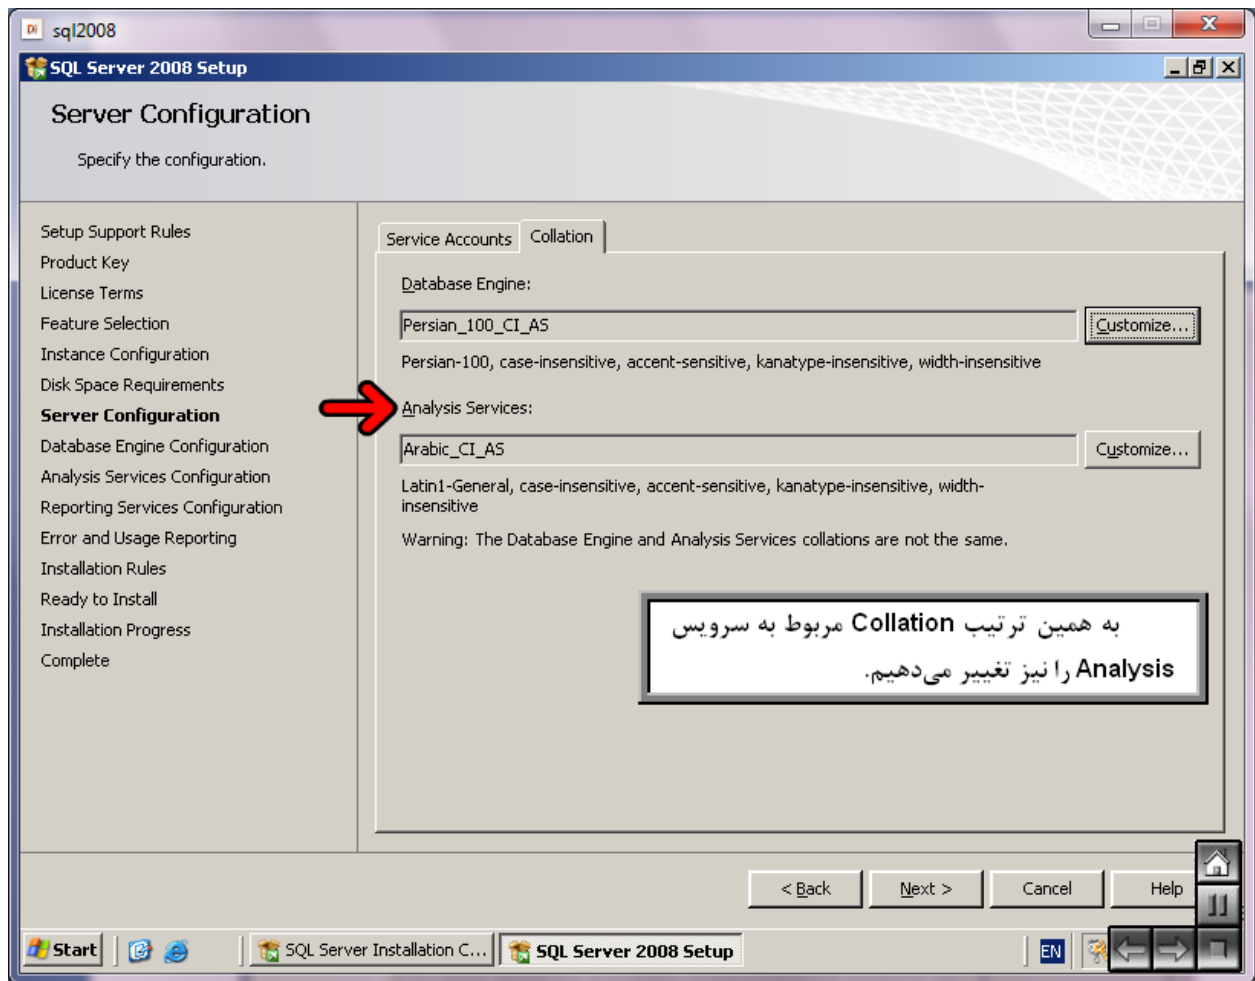 sql2008
SQL Server 2008 Setup
Server Configuration
Specify the configuration.
Setup Support Rules
Product Key
License Terms
Feature Selection
Instance Configuration
Disk Space Requirements
Server Configuration
Database Engine Configuration
Analysis Services Configuration
Reporting Services Configuration
Error and Usage Reporting
Installation Rules
Ready to Install
Installation Progress
Complete
Service Accounts Collation
Database Engine:
Persian_100_CI_AS Customize...
Persian-100, case-insensitive, accent-sensitive, kanatype-insensitive, width-insensitive
Analysis Services:
Arabic_CI_AS Customize...
Latin1-General, case-insensitive, accent-sensitive, kanatype-insensitive, width-
insensitive
Warning: The Database Engine and Analysis Services collations are not the same.
به همین ترتیب Collation مربوط به سرویس
Analysis را نیز تغییر می‌دهیم.
< Back Next > Cancel Help
Start SQL Server Installation C... SQL Server 2008 Setup EN